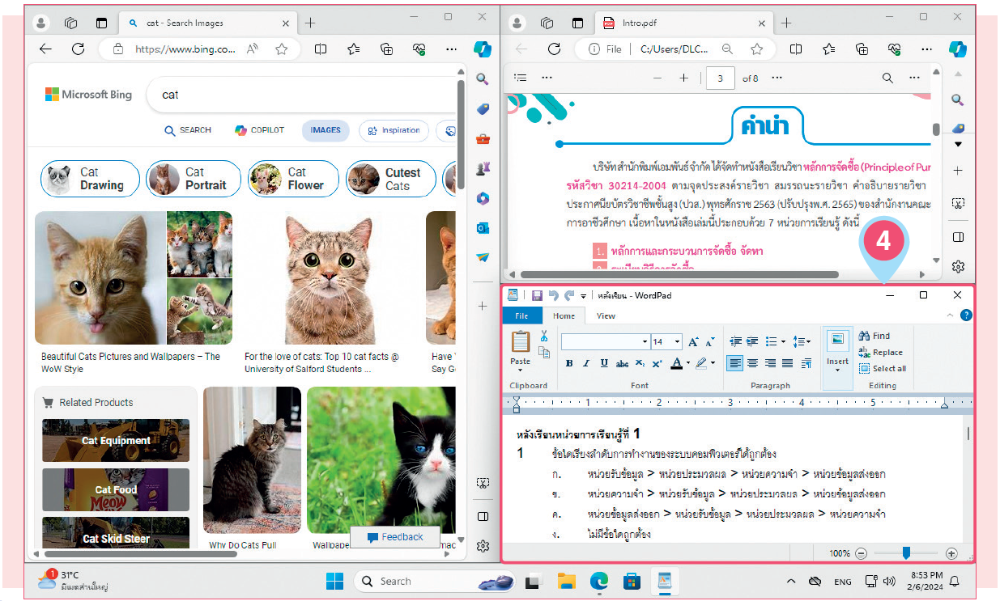 cat - Search Images
https://www.bing.co...
Microsoft Bing
cat
SEARCH
COPILOT
IMAGES
Inspiration
Cat Drawing
Cat Portrait
Cat Flower
Cutest Cats
Beautiful Cats Pictures and Wallpapers – The
WoW Style
For the love of cats: Top 10 cat facts @
University of Salford Students ...
Have
Say G
Related Products
Cat Equipment
Cat Food
Cat Skid Steer
Why Do Cats Pull
Wallpape
Feedback
Intro.pdf
File
C:/Users/DLC...
3 of 8
คำนำ
บริษัทสำนักพิมพ์เอมพันธ์จำกัด ได้จัดทำหนังสือเรียนวิชา หลักการจัดซื้อ (Principle of Pur
รหัสวิชา 30214-2004 ตามจุดประสงค์รายวิชา สมรรถนะรายวิชา คำอธิบายรายวิชา
ประกาศนียบัตรวิชาชีพชั้นสูง (ปวส.) พุทธศักราช 2563 (ปรับปรุงพ.ศ. 2565) ของสำนักงานคณะ
การอาชีวศึกษา เนื้อหาในหนังสือเล่มนี้ประกอบด้วย 7 หน่วยการเรียนรู้ ดังนี้
1. หลักการและกระบวนการจัดซื้อ จัดหา
4
หลังเรียน - WordPad
File Home View
14
Paste
B I U abc X₂ X² A
Insert
Find
Replace
Select all
Clipboard Font Paragraph Editing
1 2 3 4 5
หลังเรียนหน่วยการเรียนรู้ที่ 1
1 ข้อใดเรียงลำดับการทำงานของระบบคอมพิวเตอร์ได้ถูกต้อง
ก. หน่วยรับข้อมูล > หน่วยประมวลผล > หน่วยความจำ > หน่วยข้อมูลส่งออก
ข. หน่วยความจำ > หน่วยรับข้อมูล > หน่วยประมวลผล > หน่วยข้อมูลส่งออก
ค. หน่วยข้อมูลส่งออก > หน่วยรับข้อมูล > หน่วยประมวลผล > หน่วยความจำ
ง. ไม่มีข้อใดถูกต้อง
100%
1
31°C
มีเมฆส่วนใหญ่
Search
ENG
8:53 PM
2/6/2024